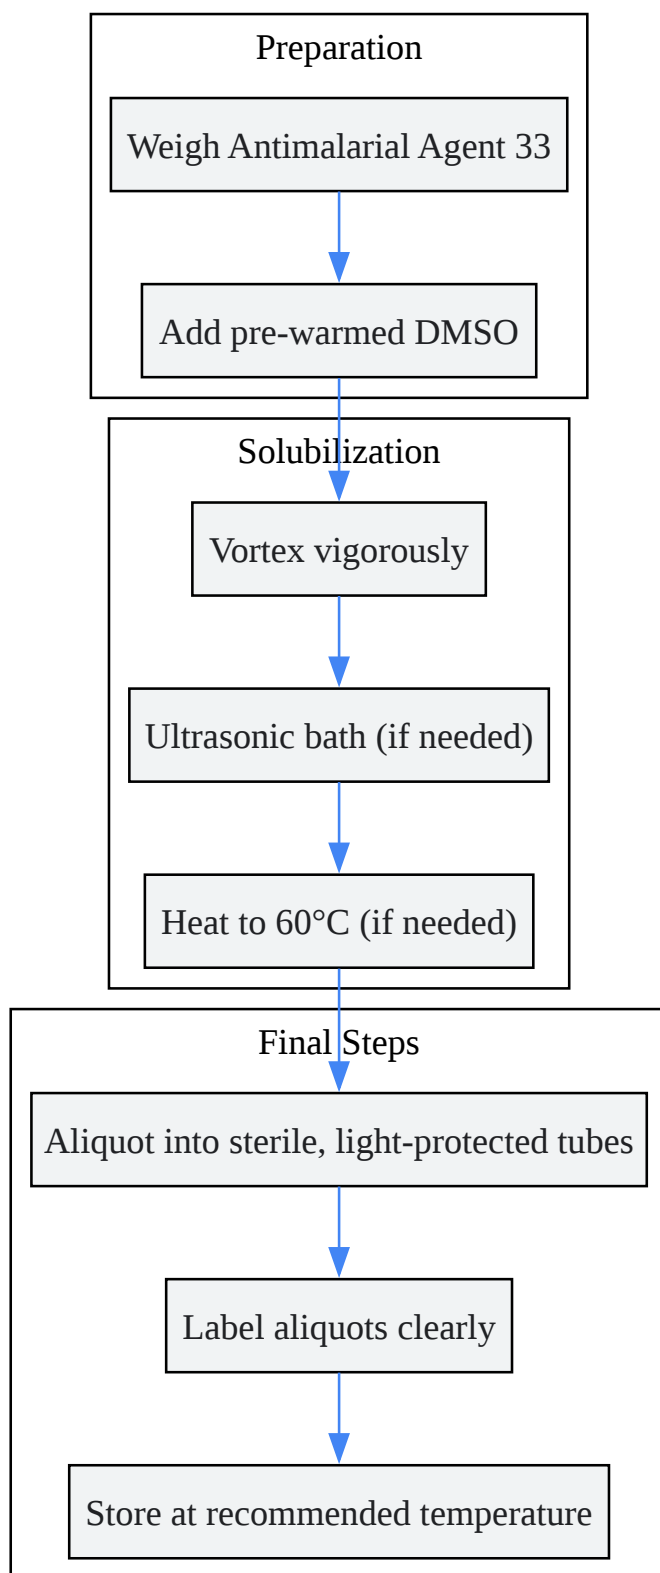 Preparation
Weigh Antimalarial Agent 33
Add pre-warmed DMSO
Solubilization
Vortex vigorously
Ultrasonic bath (if needed)
Heat to 60°C (if needed)
Final Steps
Aliquot into sterile, light-protected tubes
Label aliquots clearly
Store at recommended temperature